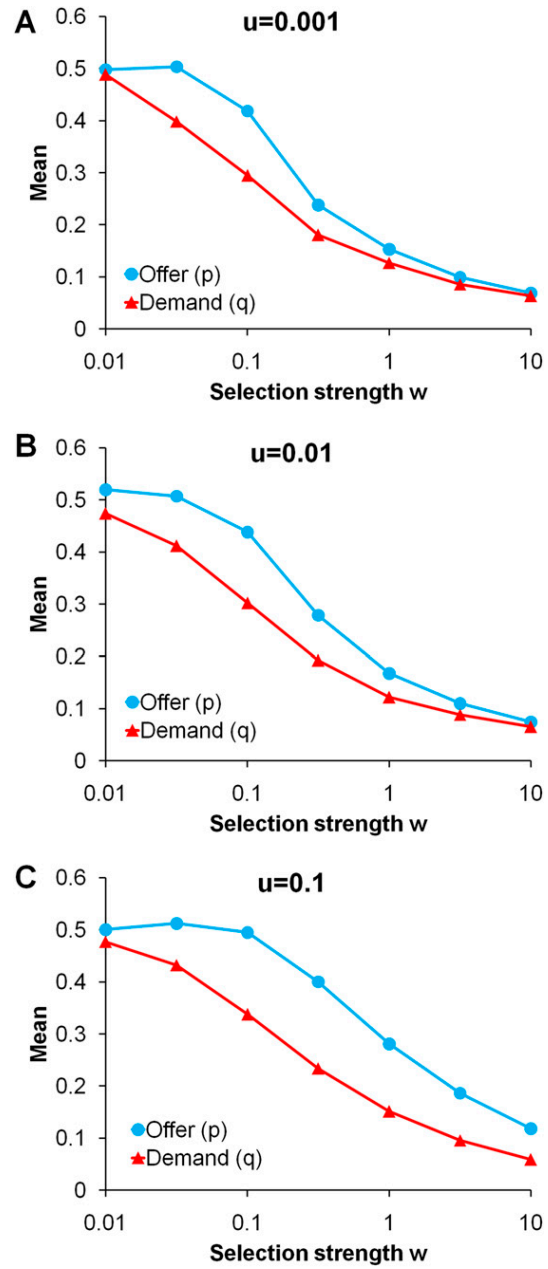 A
u=0.001
0.6
0.5
0.4
0.3
0.2
0.1
0
Mean
Offer (p)
Demand (q)
0.01 0.1 1 10
Selection strength w
B
u=0.01
0.6
0.5
0.4
0.3
0.2
0.1
0
Mean
Offer (p)
Demand (q)
0.01 0.1 1 10
Selection strength w
C
u=0.1
0.6
0.5
0.4
0.3
0.2
0.1
0
Mean
Offer (p)
Demand (q)
0.01 0.1 1 10
Selection strength w